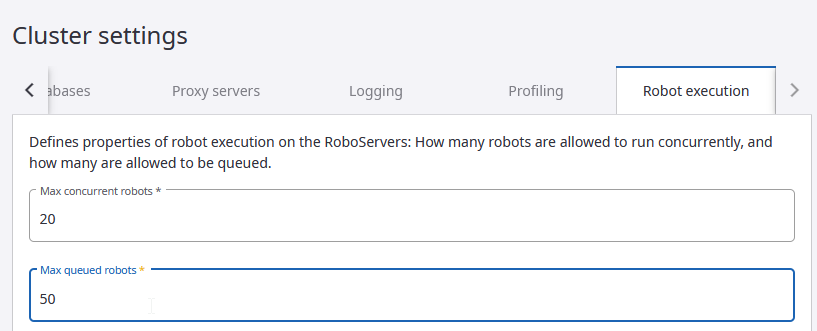 Cluster settings
abases Proxy servers Logging Profiling Robot execution
Defines properties of robot execution on the RoboServers: How many robots are allowed to run concurrently, and
how many are allowed to be queued.
Max concurrent robots *
20
Max queued robots *
50